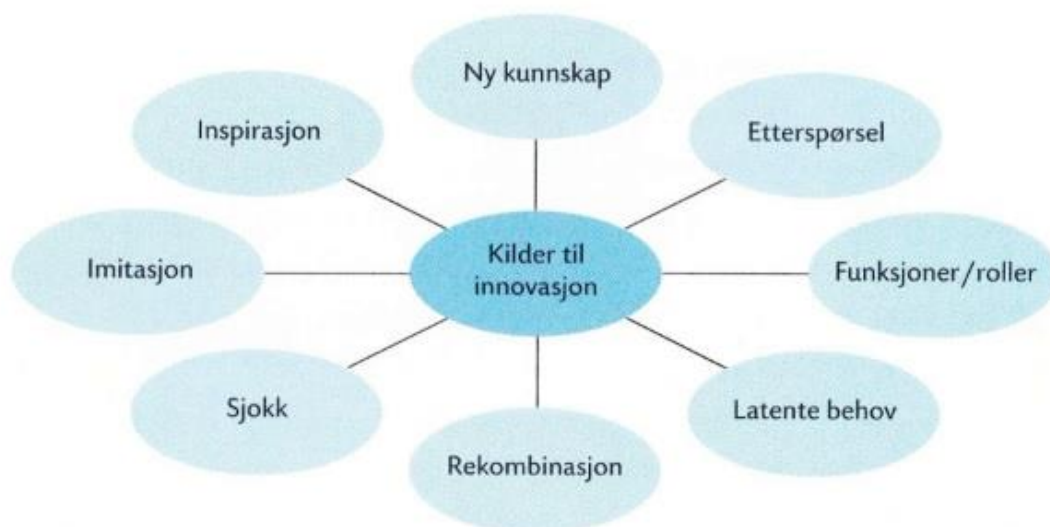 Ny kunnskap
Inspirasjon
Etterspørsel
Imitasjon
Kilder til
innovasjon
Funksjoner/roller
Sjokk
Latente behov
Rekombinasjon